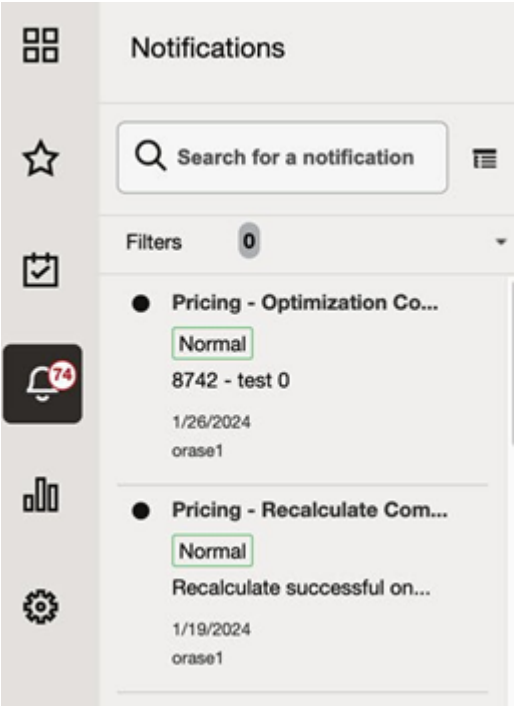 Notifications
Search for a notification
Filters 0
Pricing - Optimization Co...
Normal
8742 - test 0
74
1/26/2024
orase1
Pricing - Recalculate Com...
Normal
Recalculate successful on...
1/19/2024
orase1